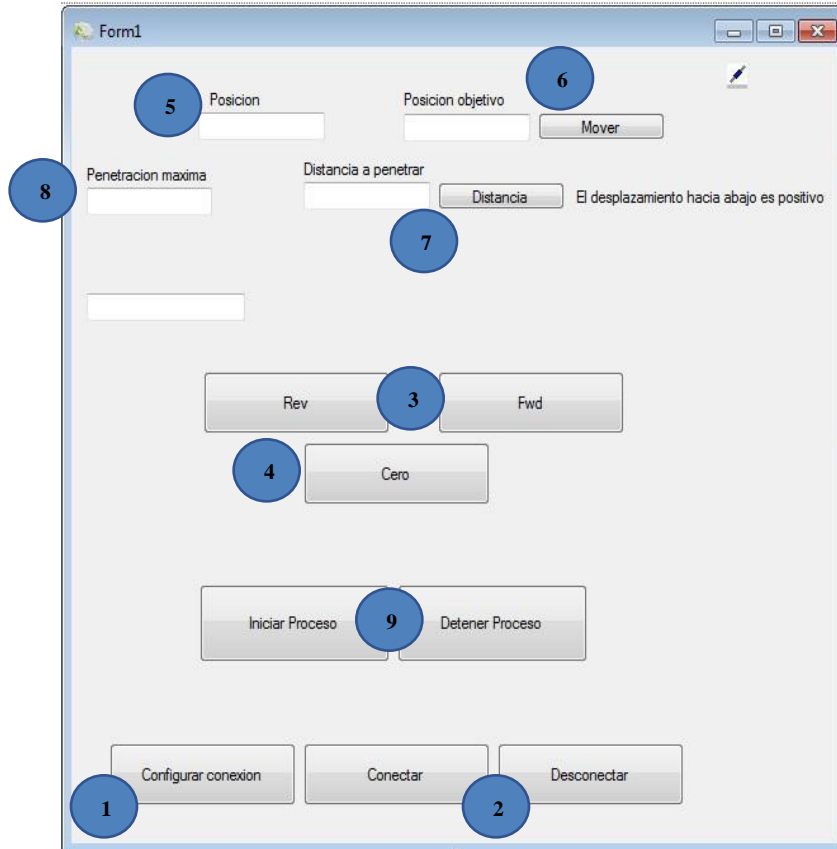 Form1
6
5 Posicion Posicion objetivo
Mover
8 Penetracion maxima Distancia a penetrar
Distancia El desplazamiento hacia abajo es positivo
7
Rev 3 Fwd
4 Cero
Iniciar Proceso 9 Detener Proceso
Configurar conexion Conectar Desconectar
1 2